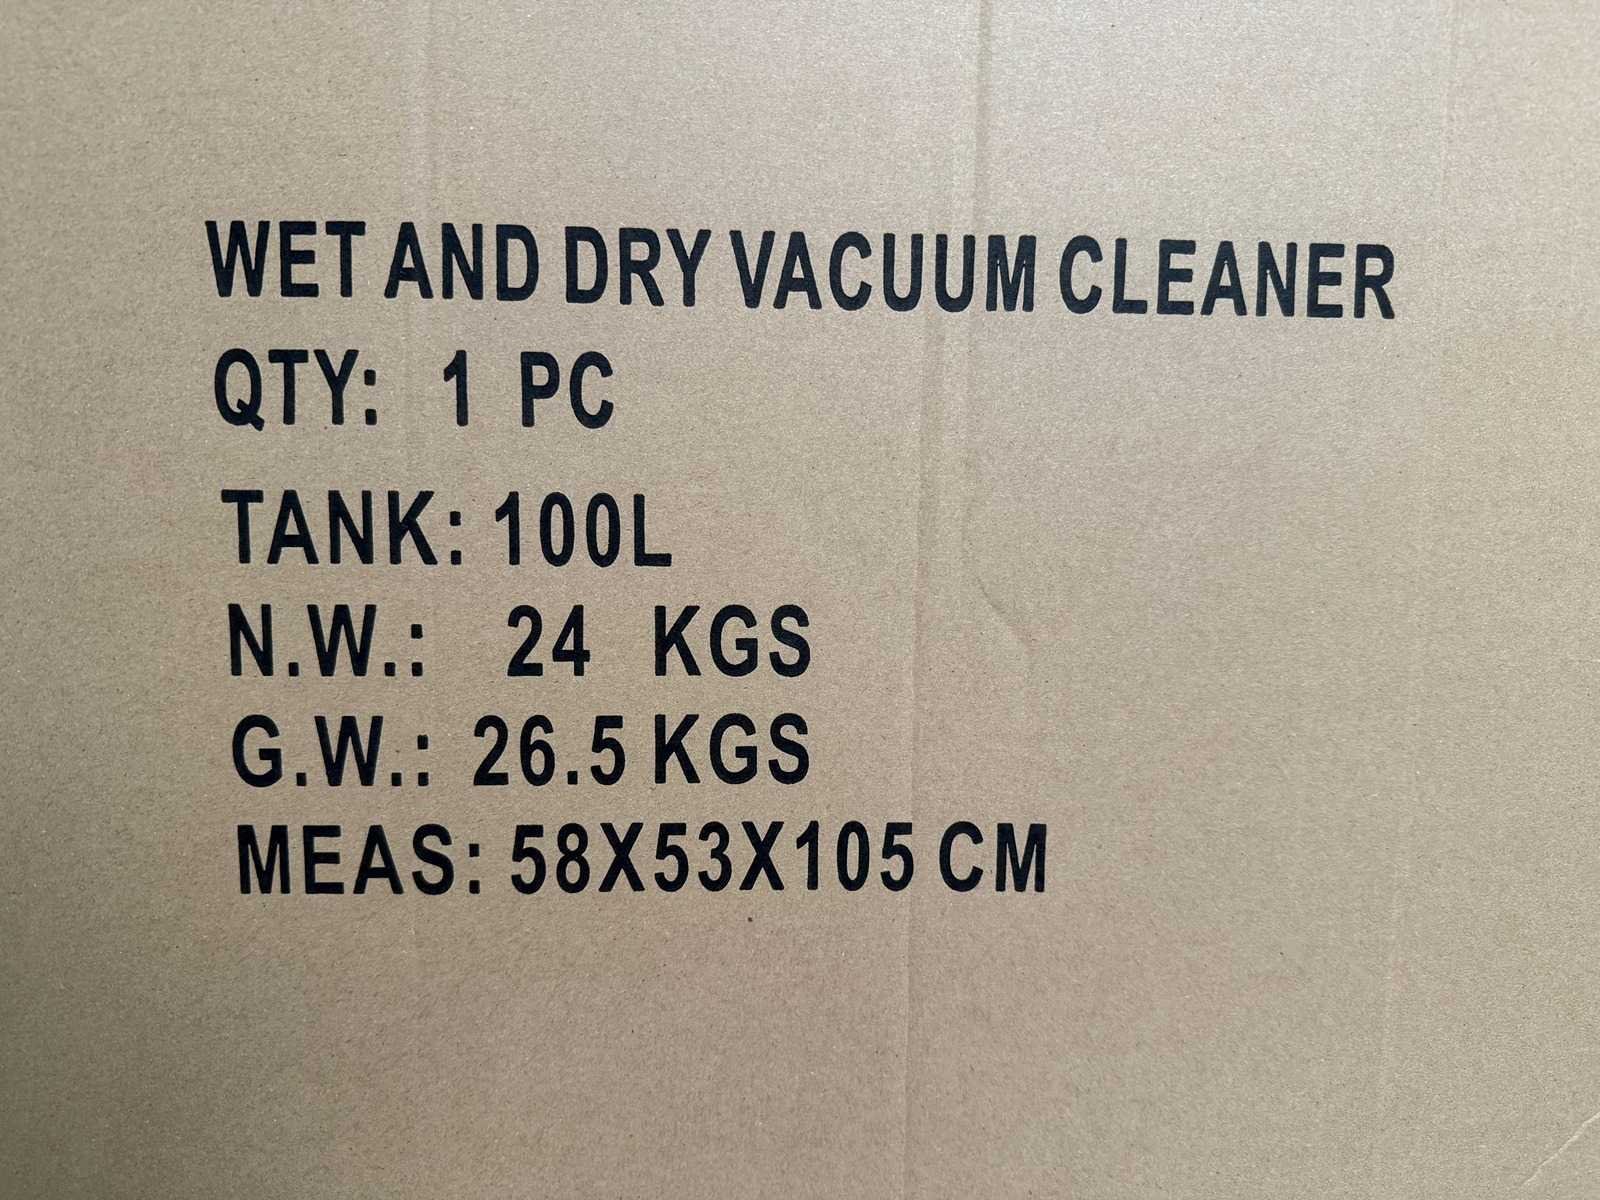 WET AND DRY VACUUM CLEANER
QTY: 1 PC
TANK: 100L
N.W.: 24 KGS
G.W.: 26.5 KGS
MEAS: 58X53X105 CM